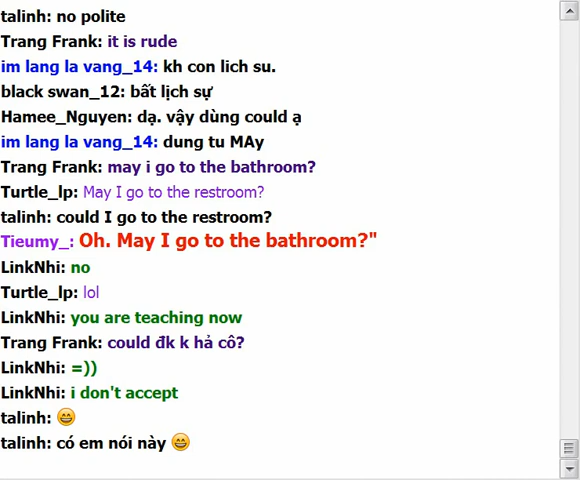 talinh: no polite
Trang Frank: it is rude
im lang la vang_14: kh con lich su.
black swan_12: bất lịch sự
Hamee_Nguyen: dạ. vậy dùng could ạ
im lang la vang_14: dung tu MAy
Trang Frank: may i go to the bathroom?
Turtle_lp: May I go to the restroom?
talinh: could I go to the restroom?
Tieumy_: Oh. May I go to the bathroom?"
LinkNhi: no
Turtle_lp: lol
LinkNhi: you are teaching now
Trang Frank: could đk k hả cô?
LinkNhi: =))
LinkNhi: i don't accept
talinh: 😄
talinh: có em nói này 😄